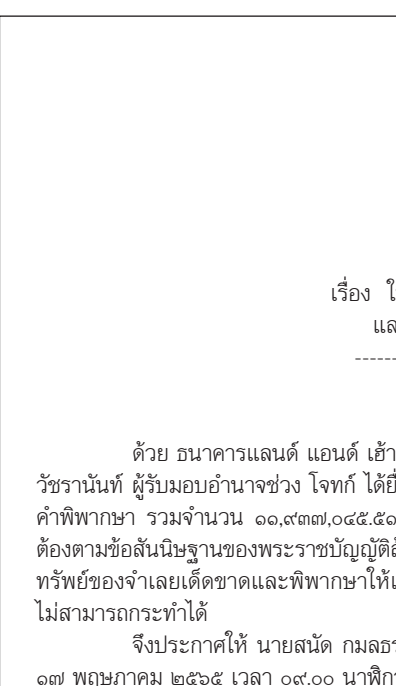 เรื่อง ใ
แล
------
ด้วย ธนาคารแลนด์ แอนด์ เฮ้า
วัชรานันท์ ผู้รับมอบอำนาจช่วง โจทก์ ได้ยื่
คำพิพากษา รวมจำนวน ๑๑,๙๓๗,๐๔๕.๕๑
ต้องตามข้อสันนิษฐานของพระราชบัญญัติล้
ทรัพย์ของจำเลยเด็ดขาดและพิพากษาให้
ไม่สามารถกระทำได้
จึงประกาศให้ นายสนัด กมลธร
๑๗ พฤษภาคม ๒๕๖๕ เวลา ๐๙.๐๐ นาฬิกา